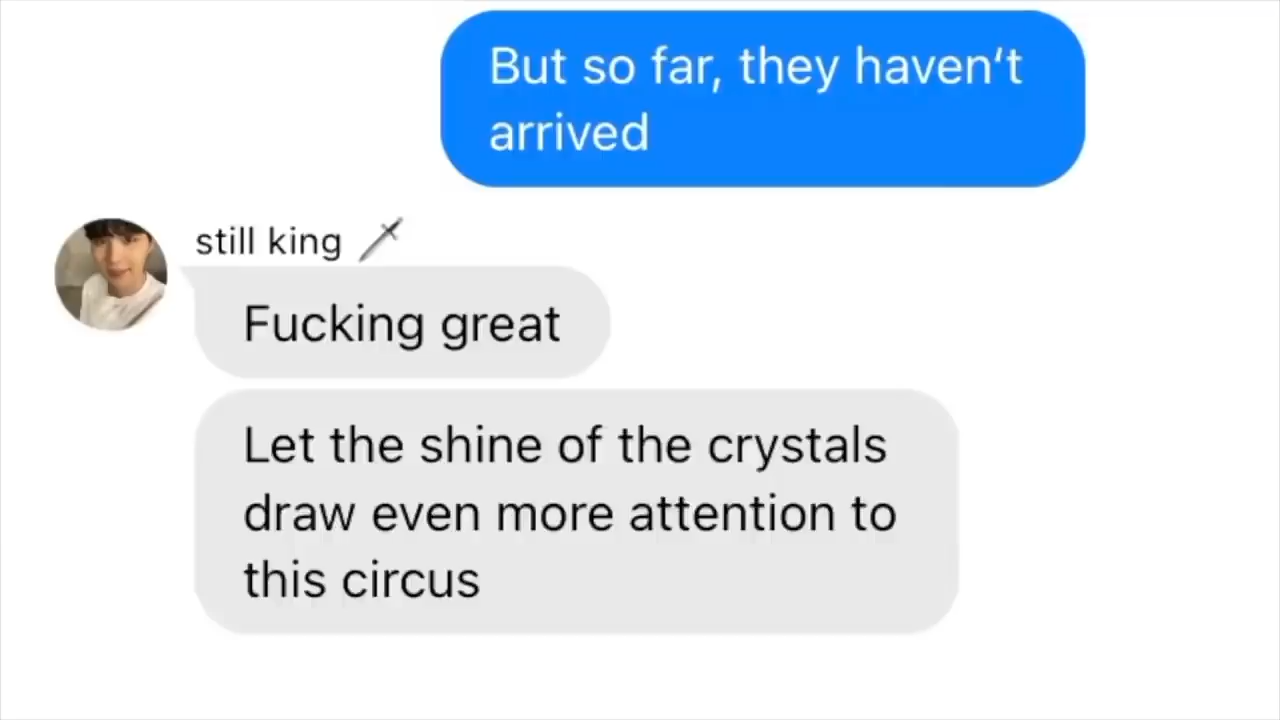 But so far, they haven‘t
arrived
still king 🗡
Fucking great
Let the shine of the crystals
draw even more attention to
this circus